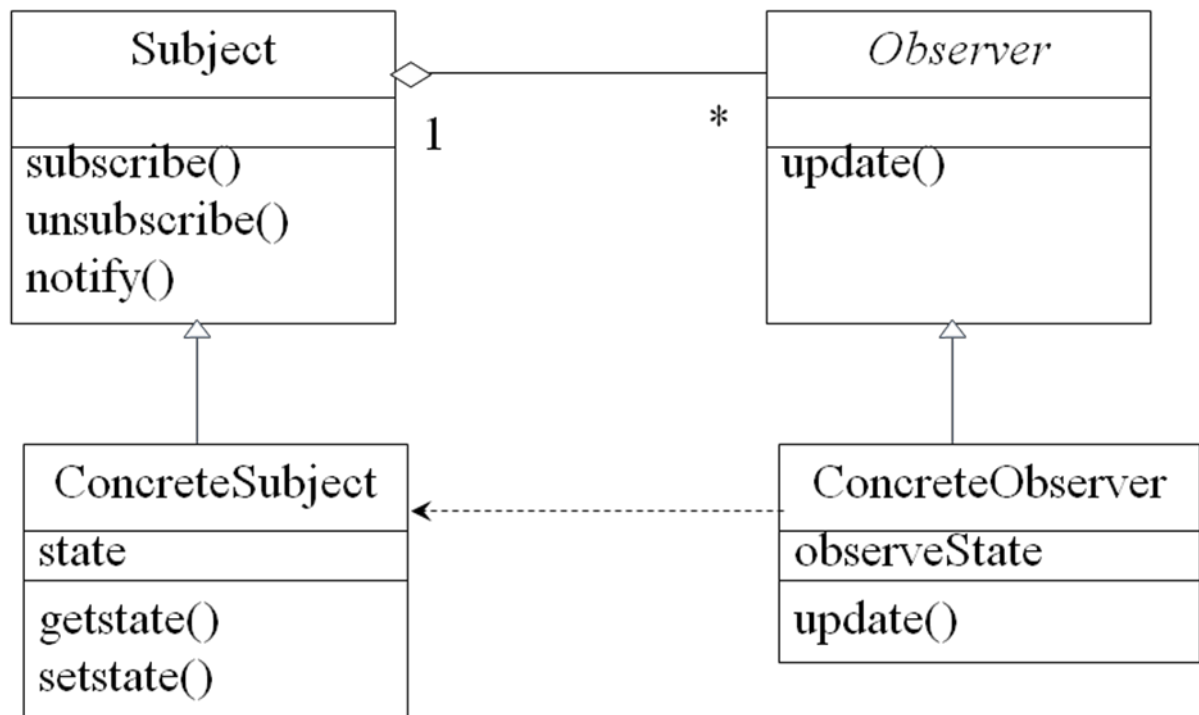 Subject
subscribe()
unsubscribe()
notify()
1
*
Observer
update()
ConcreteSubject
state
getstate()
setstate()
ConcreteObserver
observeState
update()